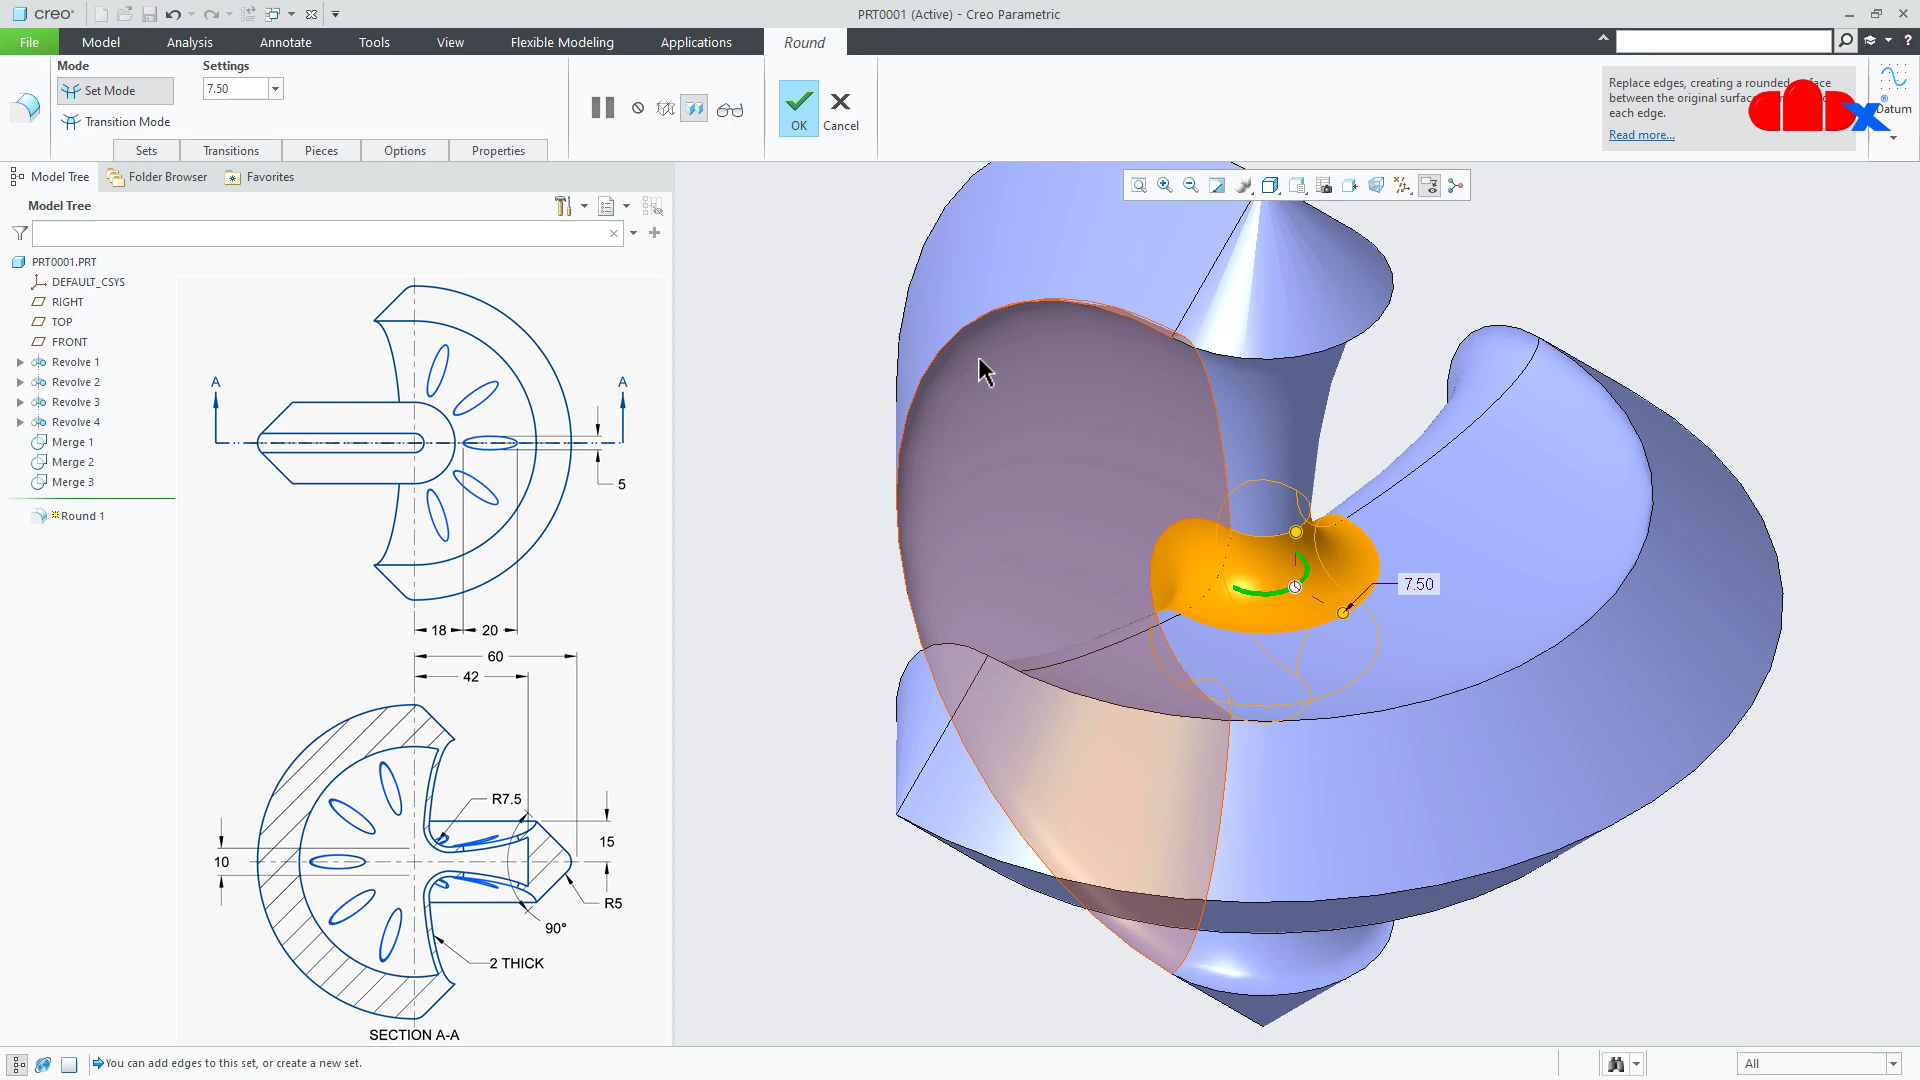 creo
PRT0001 (Active) - Creo Parametric
File
Model
Analysis
Annotate
Tools
View
Flexible Modeling
Applications
Round
Mode
Set Mode
Transition Mode
Settings
7.50
OK
Cancel
Replace edges, creating a rounded
between the original
each edge.
Read more...
Datum
Sets
Transitions
Pieces
Options
Properties
Model Tree
Folder Browser
Favorites
Model Tree
PRT0001.PRT
DEFAULT_CSYS
RIGHT
TOP
FRONT
Revolve 1
Revolve 2
Revolve 3
Revolve 4
Merge 1
Merge 2
Merge 3
Round 1
A
A
5
18
20
60
42
R7.5
15
10
R5
90°
2 THICK
SECTION A-A
7.50
You can add edges to this set, or create a new set.
All